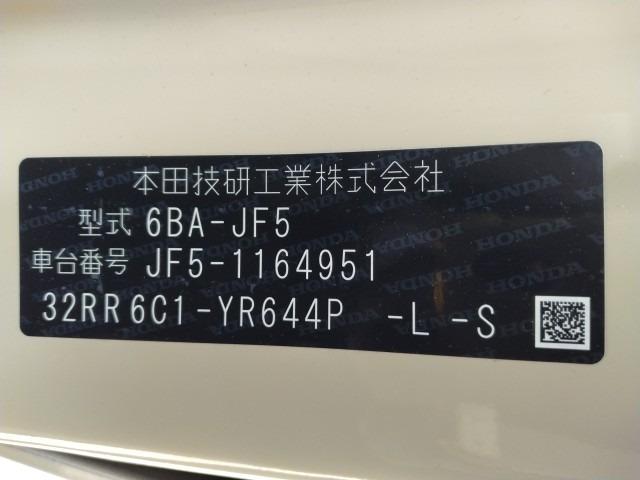 本田技研工業株式会社
型式 6BA-JF5
車台番号 JF5-1164951
32RR6C1-YR644P -L -S